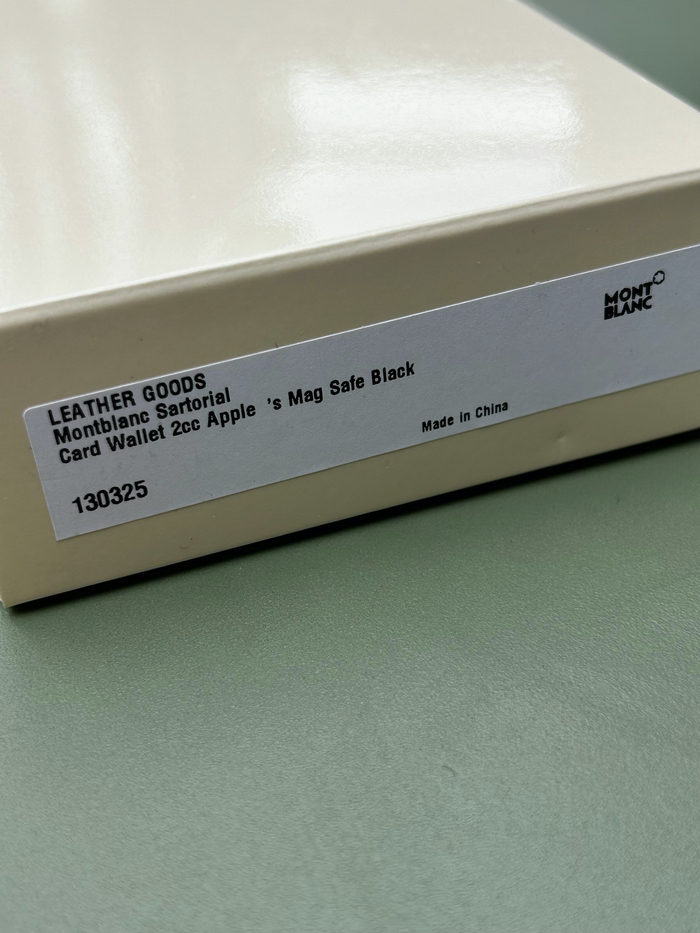 MONT
BLANC
LEATHER GOODS
Montblanc Sartorial
Card Wallet 2cc Apple 's Mag Safe Black
Made in China
130325